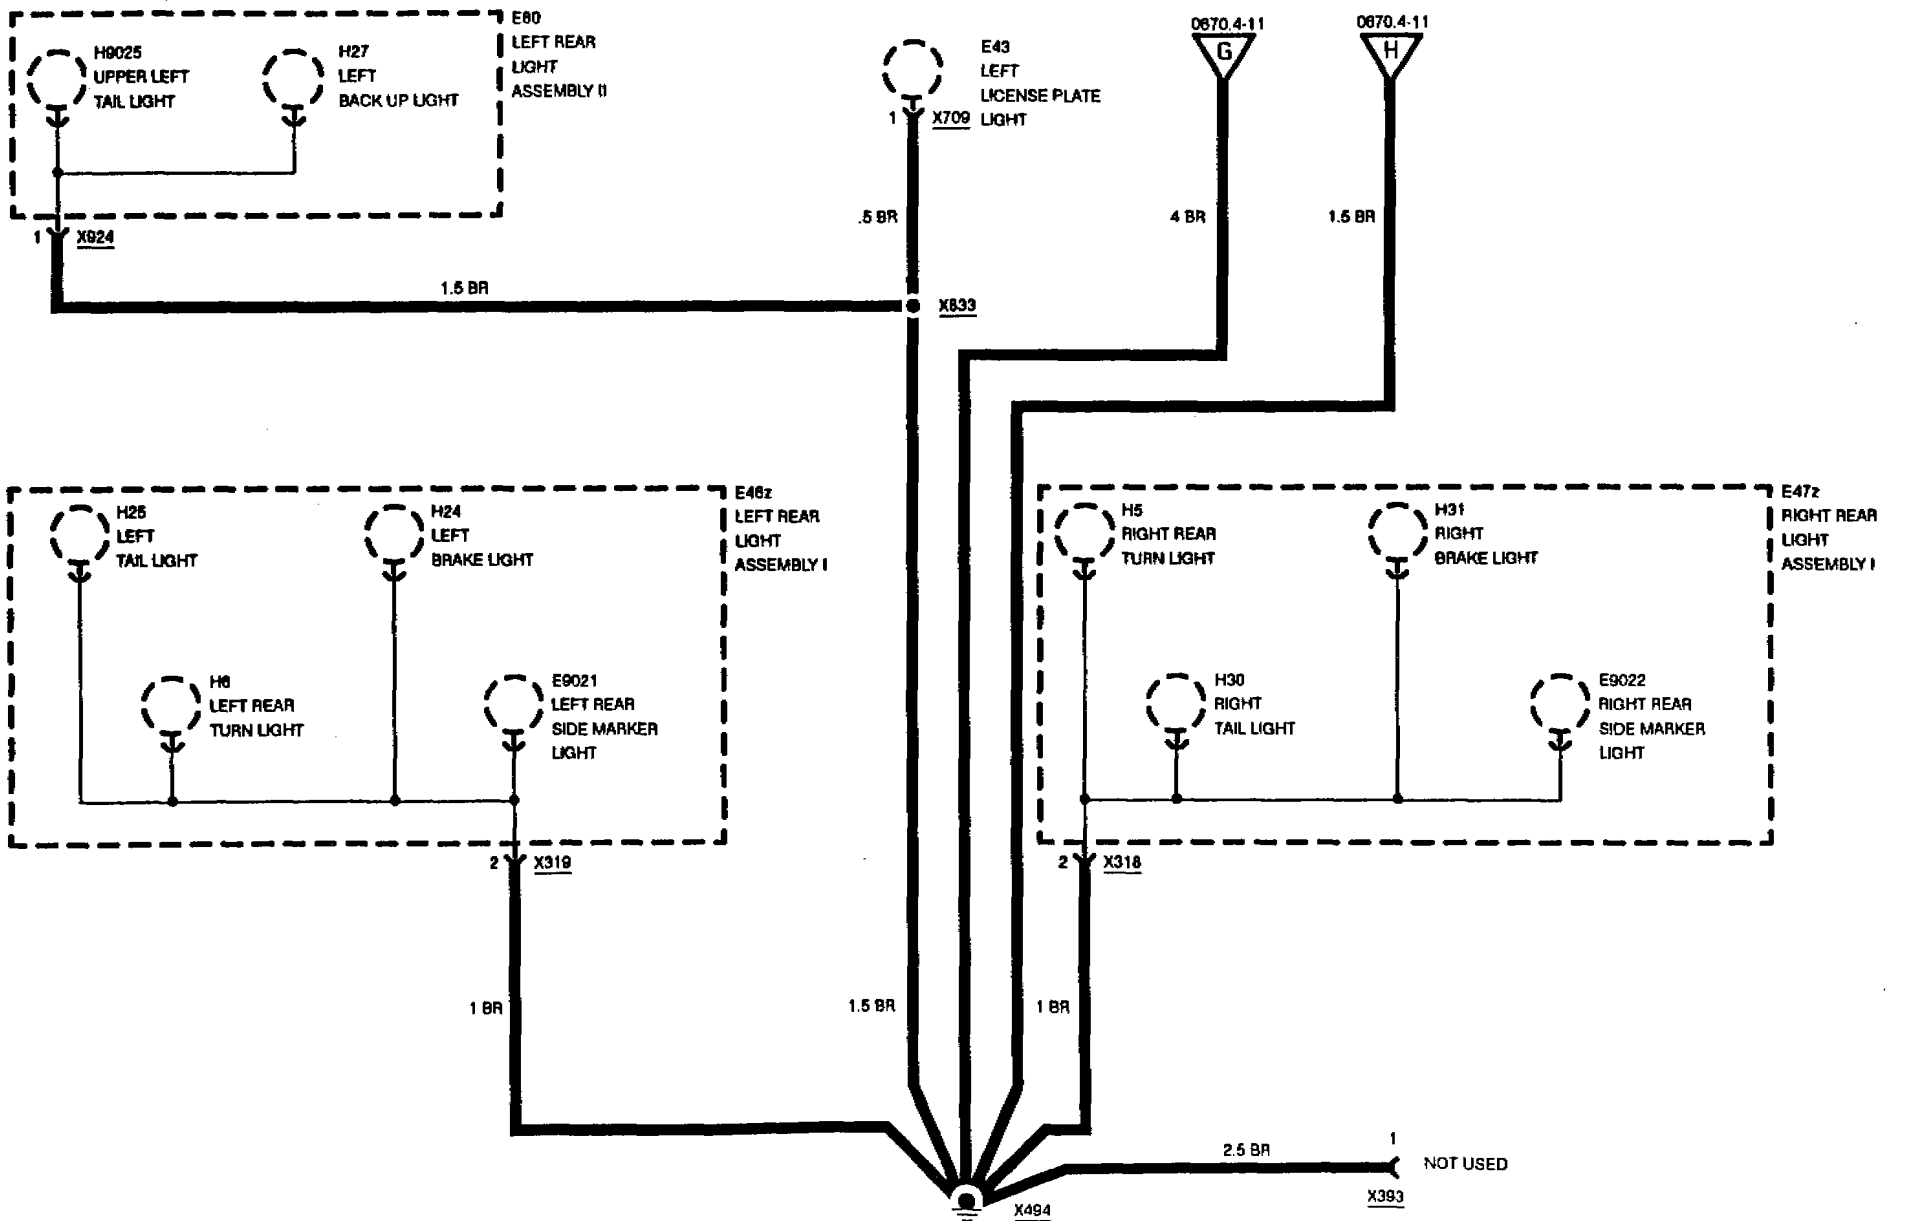 E80
LEFT REAR
LIGHT
ASSEMBLY II
H9025
UPPER LEFT
TAIL LIGHT
H27
LEFT
BACK UP LIGHT
1
X924
1.5 BR
E43
LEFT
LICENSE PLATE
LIGHT
1
X709
.5 BR
X833
0670.4-11
G
4 BR
0670.4-11
H
1.5 BR
E46z
LEFT REAR
LIGHT
ASSEMBLY I
H25
LEFT
TAIL LIGHT
H24
LEFT
BRAKE LIGHT
H6
LEFT REAR
TURN LIGHT
E9021
LEFT REAR
SIDE MARKER
LIGHT
2
X319
1 BR
1.5 BR
E47z
RIGHT REAR
LIGHT
ASSEMBLY I
H5
RIGHT REAR
TURN LIGHT
H31
RIGHT
BRAKE LIGHT
H30
RIGHT
TAIL LIGHT
E9022
RIGHT REAR
SIDE MARKER
LIGHT
2
X318
1 BR
2.5 BR
1
NOT USED
X393
X494